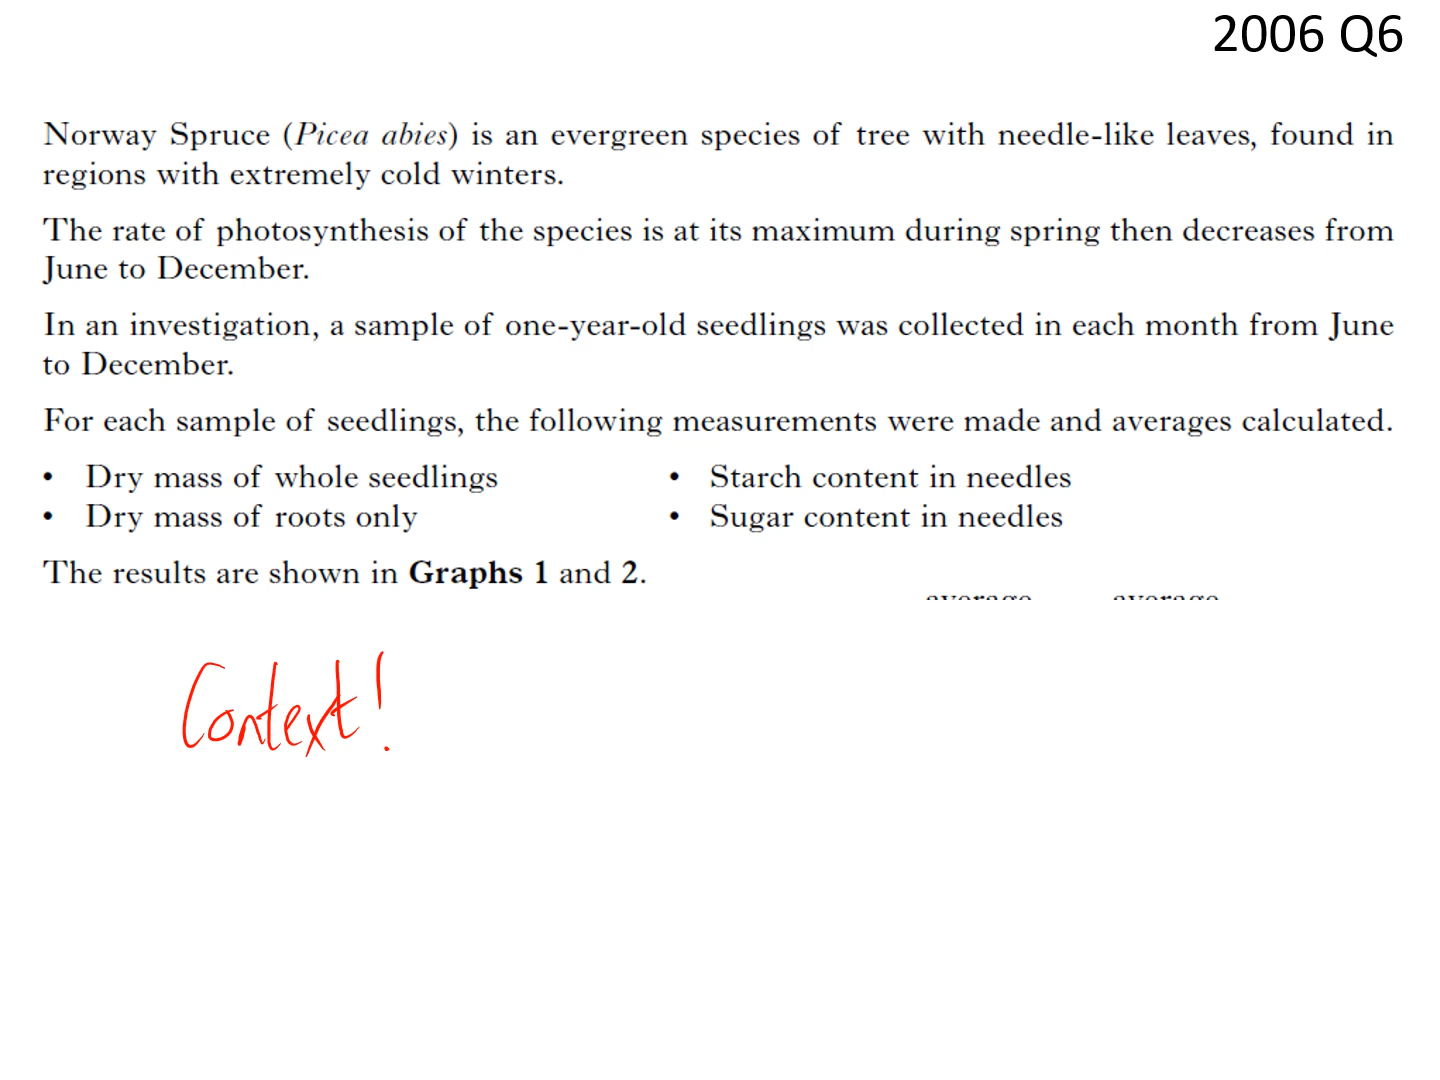 2006 Q6
Norway Spruce (Picea abies) is an evergreen species of tree with needle-like leaves, found in
regions with extremely cold winters.
The rate of photosynthesis of the species is at its maximum during spring then decreases from
June to December.
In an investigation, a sample of one-year-old seedlings was collected in each month from June
to December.
For each sample of seedlings, the following measurements were made and averages calculated.
• Dry mass of whole seedlings
• Dry mass of roots only
• Starch content in needles
• Sugar content in needles
The results are shown in Graphs 1 and 2.
Context!